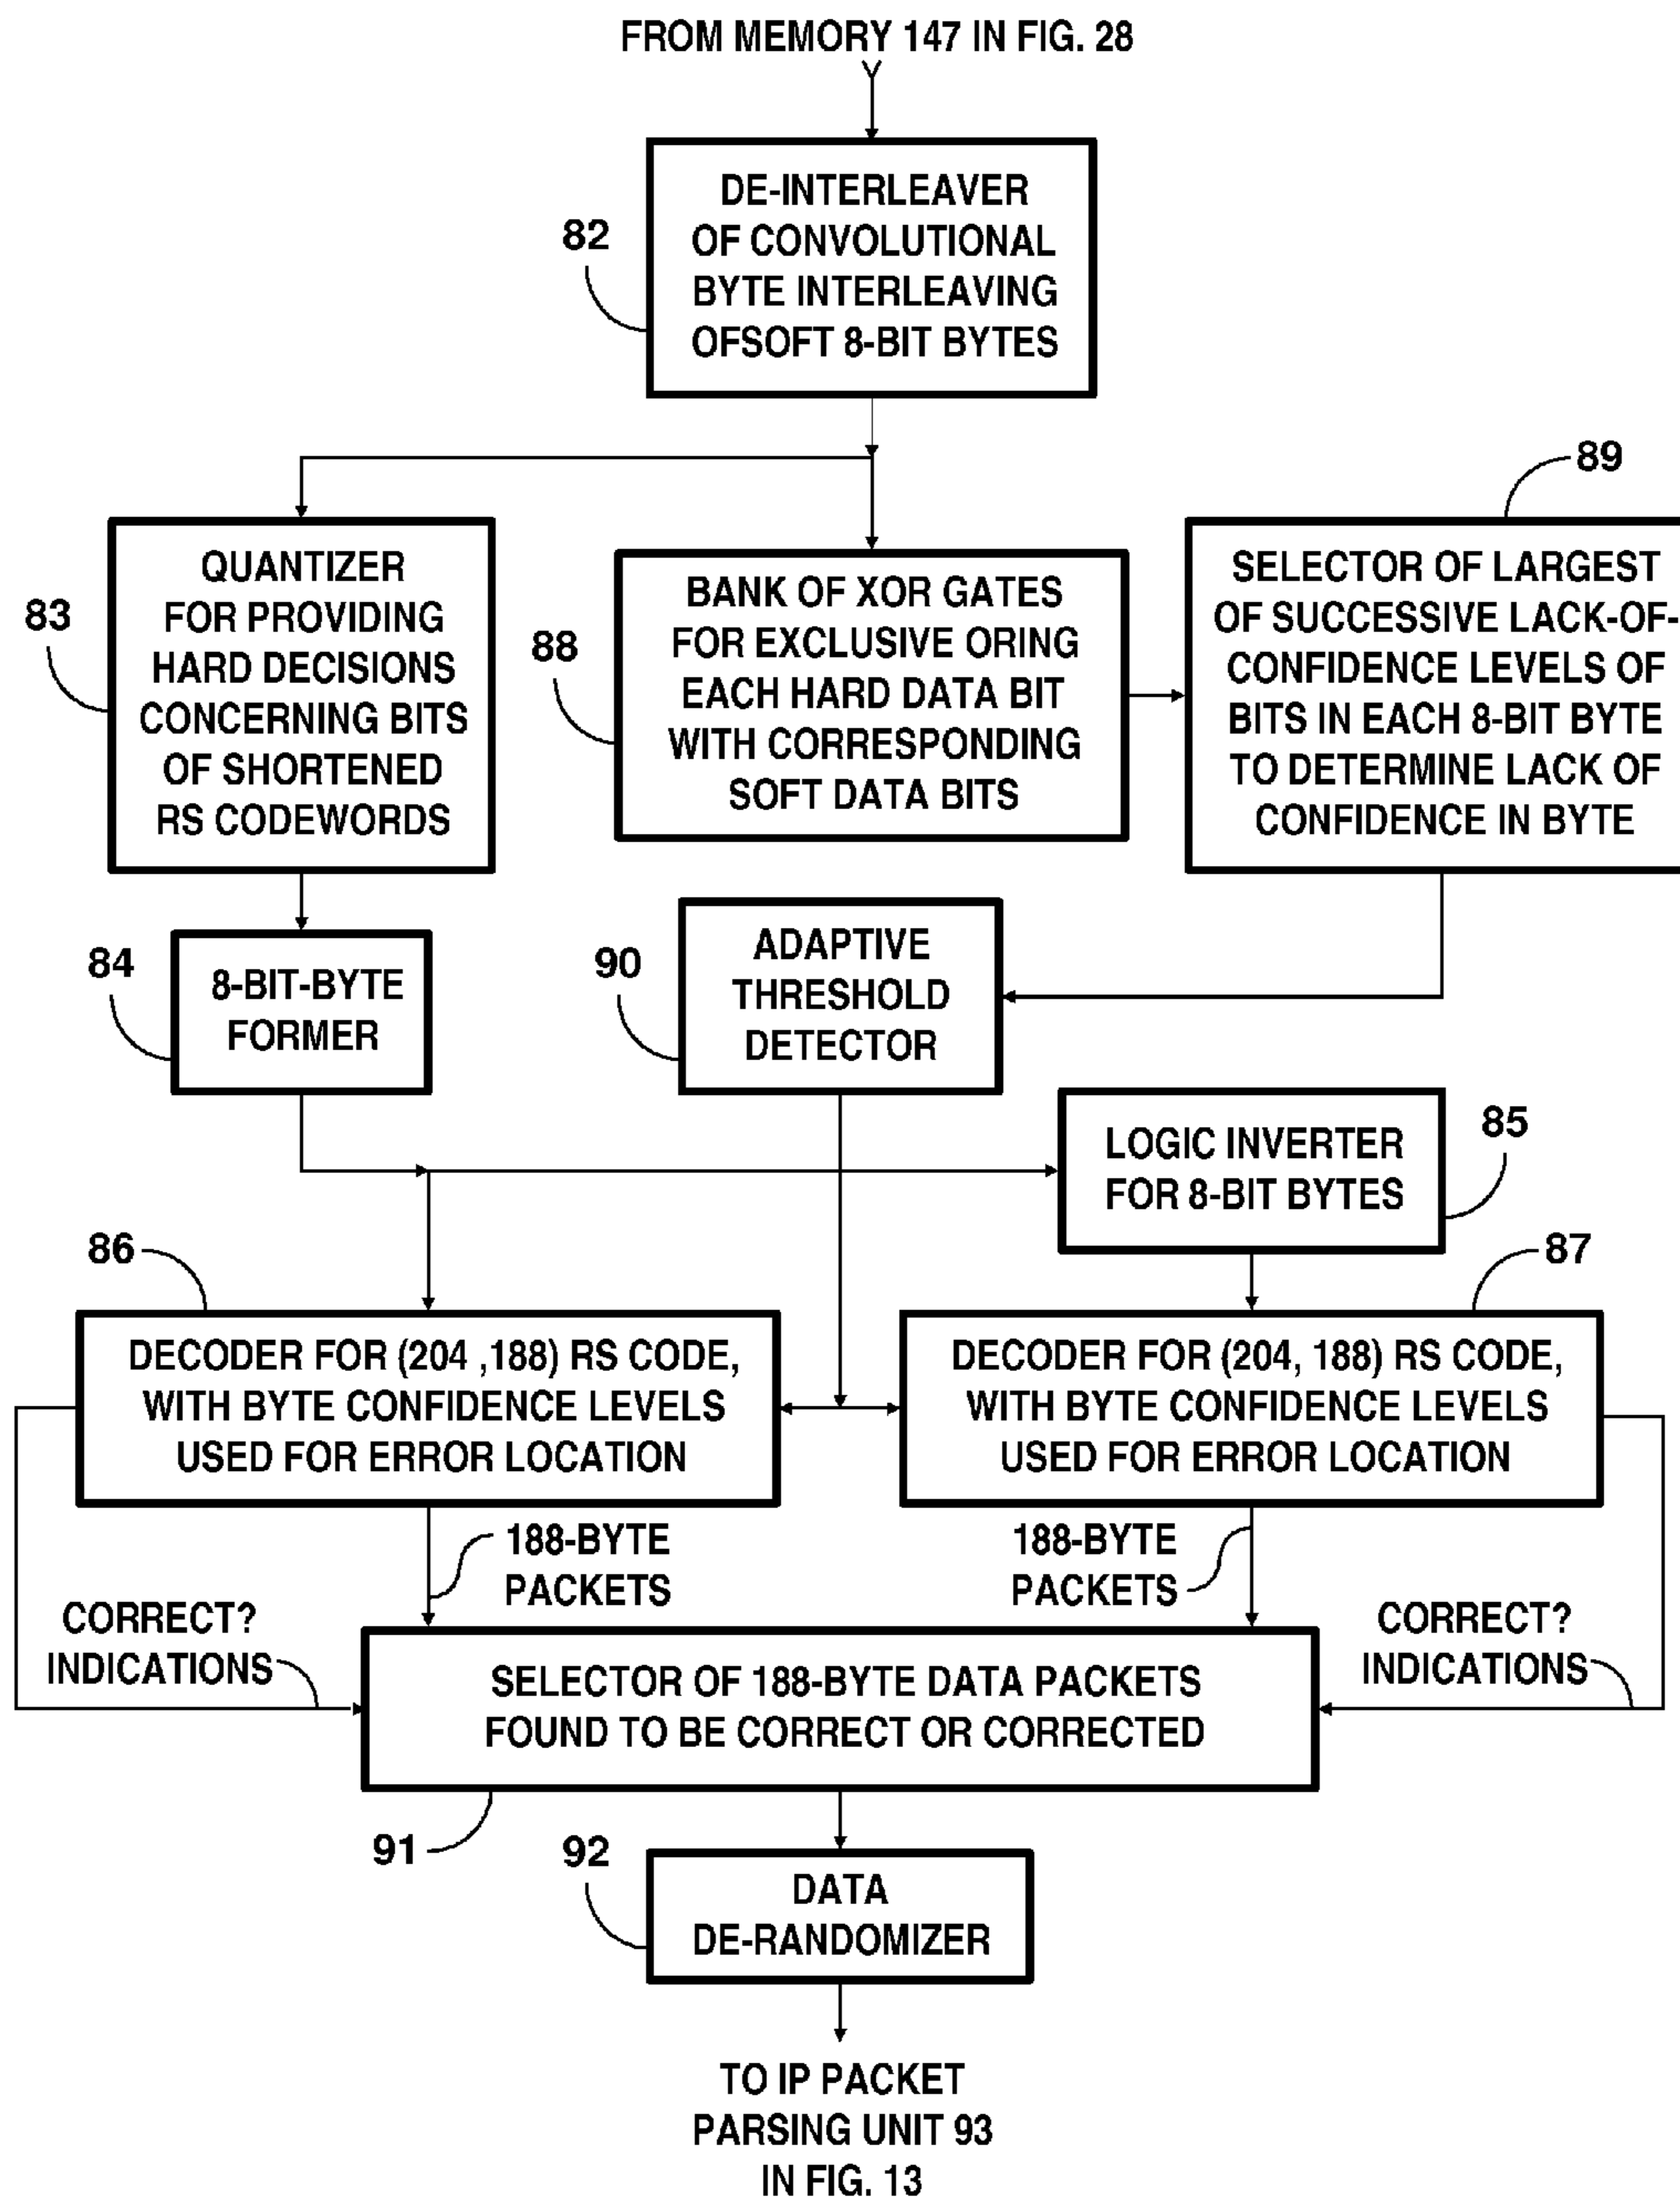 FROM MEMORY 147 IN FIG. 28
82
DE-INTERLEAVER
OF CONVOLUTIONAL
BYTE INTERLEAVING
OFSOFT 8-BIT BYTES
83
QUANTIZER
FOR PROVIDING
HARD DECISIONS
CONCERNING BITS
OF SHORTENED
RS CODEWORDS
88
BANK OF XOR GATES
FOR EXCLUSIVE ORING
EACH HARD DATA BIT
WITH CORRESPONDING
SOFT DATA BITS
89
SELECTOR OF LARGEST
OF SUCCESSIVE LACK-OF-
CONFIDENCE LEVELS OF
BITS IN EACH 8-BIT BYTE
TO DETERMINE LACK OF
CONFIDENCE IN BYTE
84
8-BIT-BYTE
FORMER
90
ADAPTIVE
THRESHOLD
DETECTOR
85
LOGIC INVERTER
FOR 8-BIT BYTES
86
DECODER FOR (204 ,188) RS CODE,
WITH BYTE CONFIDENCE LEVELS
USED FOR ERROR LOCATION
87
DECODER FOR (204, 188) RS CODE,
WITH BYTE CONFIDENCE LEVELS
USED FOR ERROR LOCATION
188-BYTE
PACKETS
188-BYTE
PACKETS
CORRECT?
INDICATIONS
CORRECT?
INDICATIONS
SELECTOR OF 188-BYTE DATA PACKETS
FOUND TO BE CORRECT OR CORRECTED
91
92
DATA
DE-RANDOMIZER
TO IP PACKET
PARSING UNIT 93
IN FIG. 13